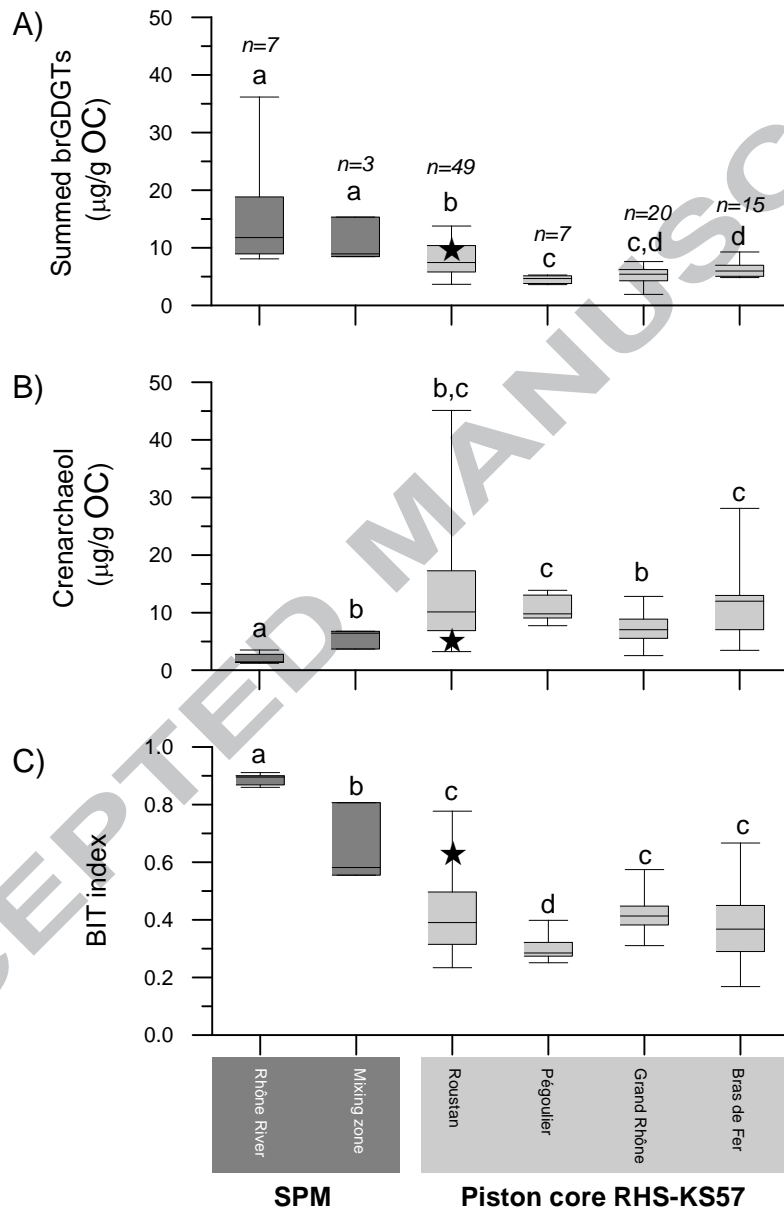 A)
50
40
30
20
10
0
Summed brGDGTs
(µg/g OC)
n=7
a
n=3
a
n=49
b
n=7
c
n=20
c,d
n=15
d
B)
50
40
30
20
10
0
Crenarchaeol
(µg/g OC)
a
b
b,c
c
b
c
C)
1.0
0.8
0.6
0.4
0.2
0.0
BIT index
a
b
c
d
c
c
Rhône River
Mixing zone
Roustan
Pégoulier
Grand Rhône
Bras de Fer
SPM
Piston core RHS-KS57
CEPTED MANUSC